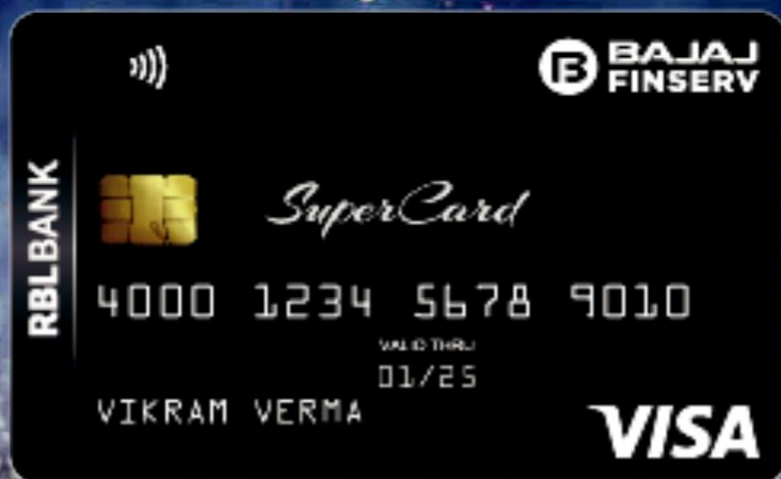 BAJAJ
FINSERV
RBLBANK
SuperCard
4000 1234 5678 9010
VALID THRU
01/25
VIKRAM VERMA
VISA